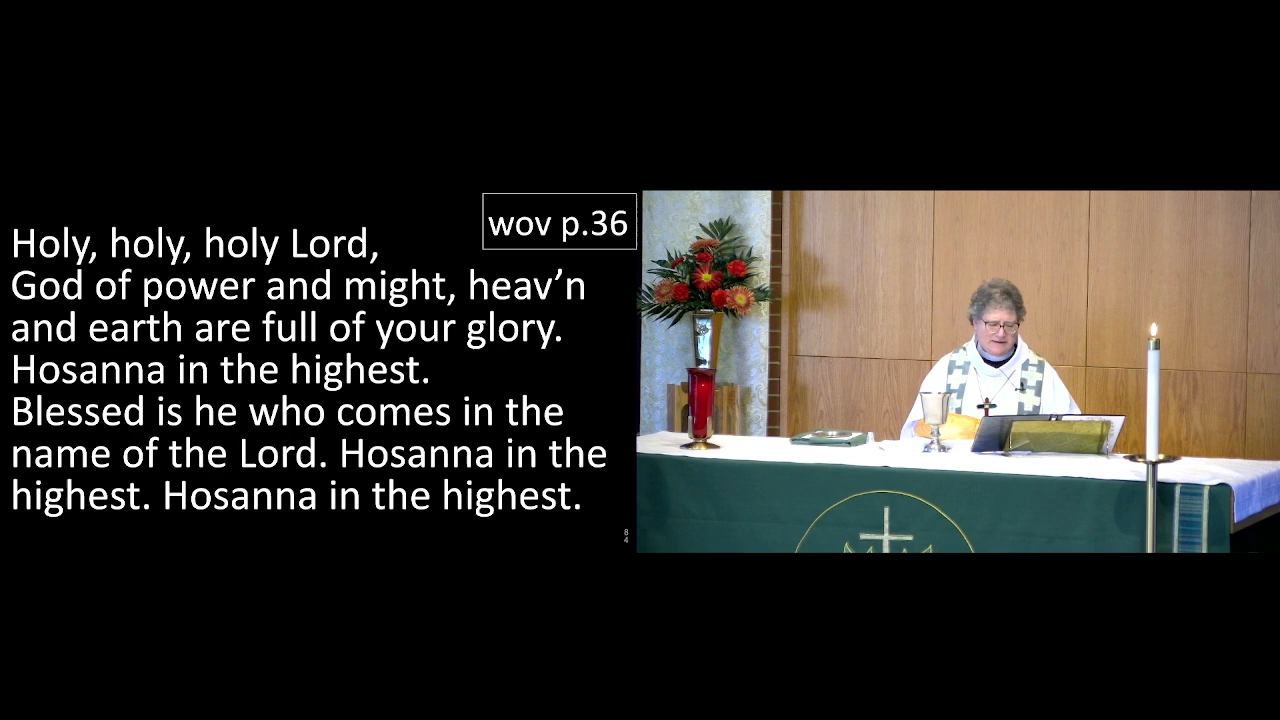 wov p.36
Holy, holy, holy Lord,
God of power and might, heav’n
and earth are full of your glory.
Hosanna in the highest.
Blessed is he who comes in the
name of the Lord. Hosanna in the
highest. Hosanna in the highest.
8
4